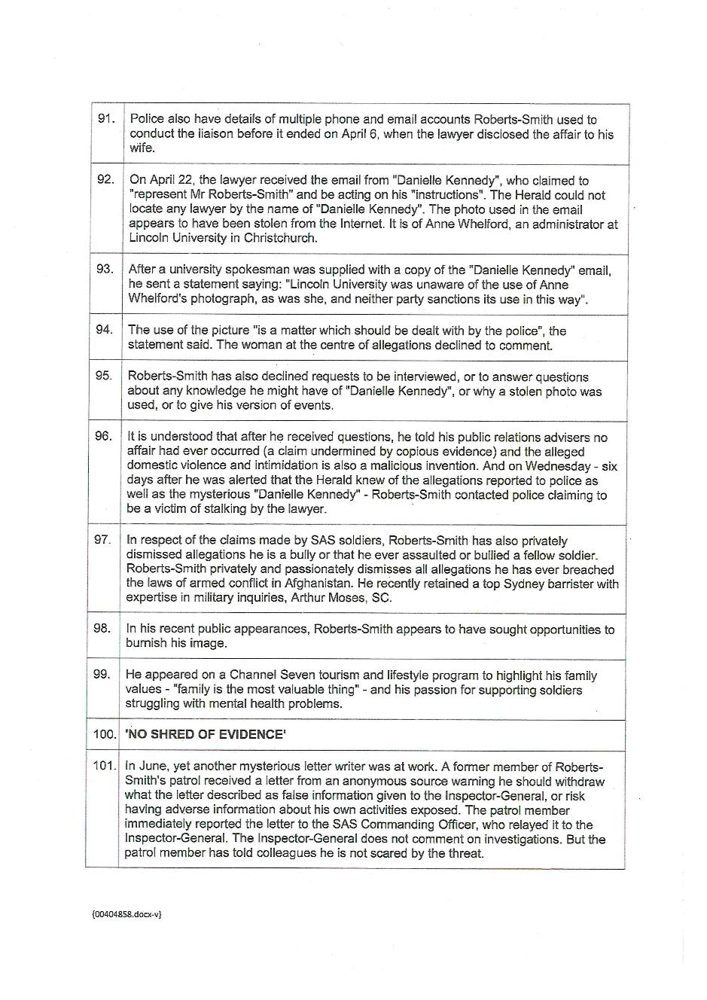 91. Police also have details of multiple phone and email accounts Roberts-Smith used to
conduct the liaison before it ended on April 6, when the lawyer disclosed the affair to his
wife.
92. On April 22, the lawyer received the email from "Danielle Kennedy", who claimed to
"represent Mr Roberts-Smith" and be acting on his "instructions". The Herald could not
locate any lawyer by the name of "Danielle Kennedy". The photo used in the email
appears to have been stolen from the Internet. It is of Anne Whelford, an administrator at
Lincoln University in Christchurch.
93. After a university spokesman was supplied with a copy of the "Danielle Kennedy" email,
he sent a statement saying: "Lincoln University was unaware of the use of Anne
Whelford's photograph, as was she, and neither party sanctions its use in this way".
94. The use of the picture "is a matter which should be dealt with by the police", the
statement said. The woman at the centre of allegations declined to comment.
95. Roberts-Smith has also declined requests to be interviewed, or to answer questions
about any knowledge he might have of "Danielle Kennedy", or why a stolen photo was
used, or to give his version of events.
96. It is understood that after he received questions, he told his public relations advisers no
affair had ever occurred (a claim undermined by copious evidence) and the alleged
domestic violence and intimidation is also a malicious invention. And on Wednesday - six
days after he was alerted that the Herald knew of the allegations reported to police as
well as the mysterious "Danielle Kennedy" - Roberts-Smith contacted police claiming to
be a victim of stalking by the lawyer.
97. In respect of the claims made by SAS soldiers, Roberts-Smith has also privately
dismissed allegations he is a bully or that he ever assaulted or bullied a fellow soldier.
Roberts-Smith privately and passionately dismisses all allegations he has ever breached
the laws of armed conflict in Afghanistan. He recently retained a top Sydney barrister with
expertise in military inquiries, Arthur Moses, SC.
98. In his recent public appearances, Roberts-Smith appears to have sought opportunities to
burnish his image.
99. He appeared on a Channel Seven tourism and lifestyle program to highlight his family
values - "family is the most valuable thing" - and his passion for supporting soldiers
struggling with mental health problems.
100. 'NO SHRED OF EVIDENCE'
101. In June, yet another mysterious letter writer was at work. A former member of Roberts-
Smith's patrol received a letter from an anonymous source warning he should withdraw
what the letter described as false information given to the Inspector-General, or risk
having adverse information about his own activities exposed. The patrol member
immediately reported the letter to the SAS Commanding Officer, who relayed it to the
Inspector-General. The Inspector-General does not comment on investigations. But the
patrol member has told colleagues he is not scared by the threat.
{00404858.docx-v}